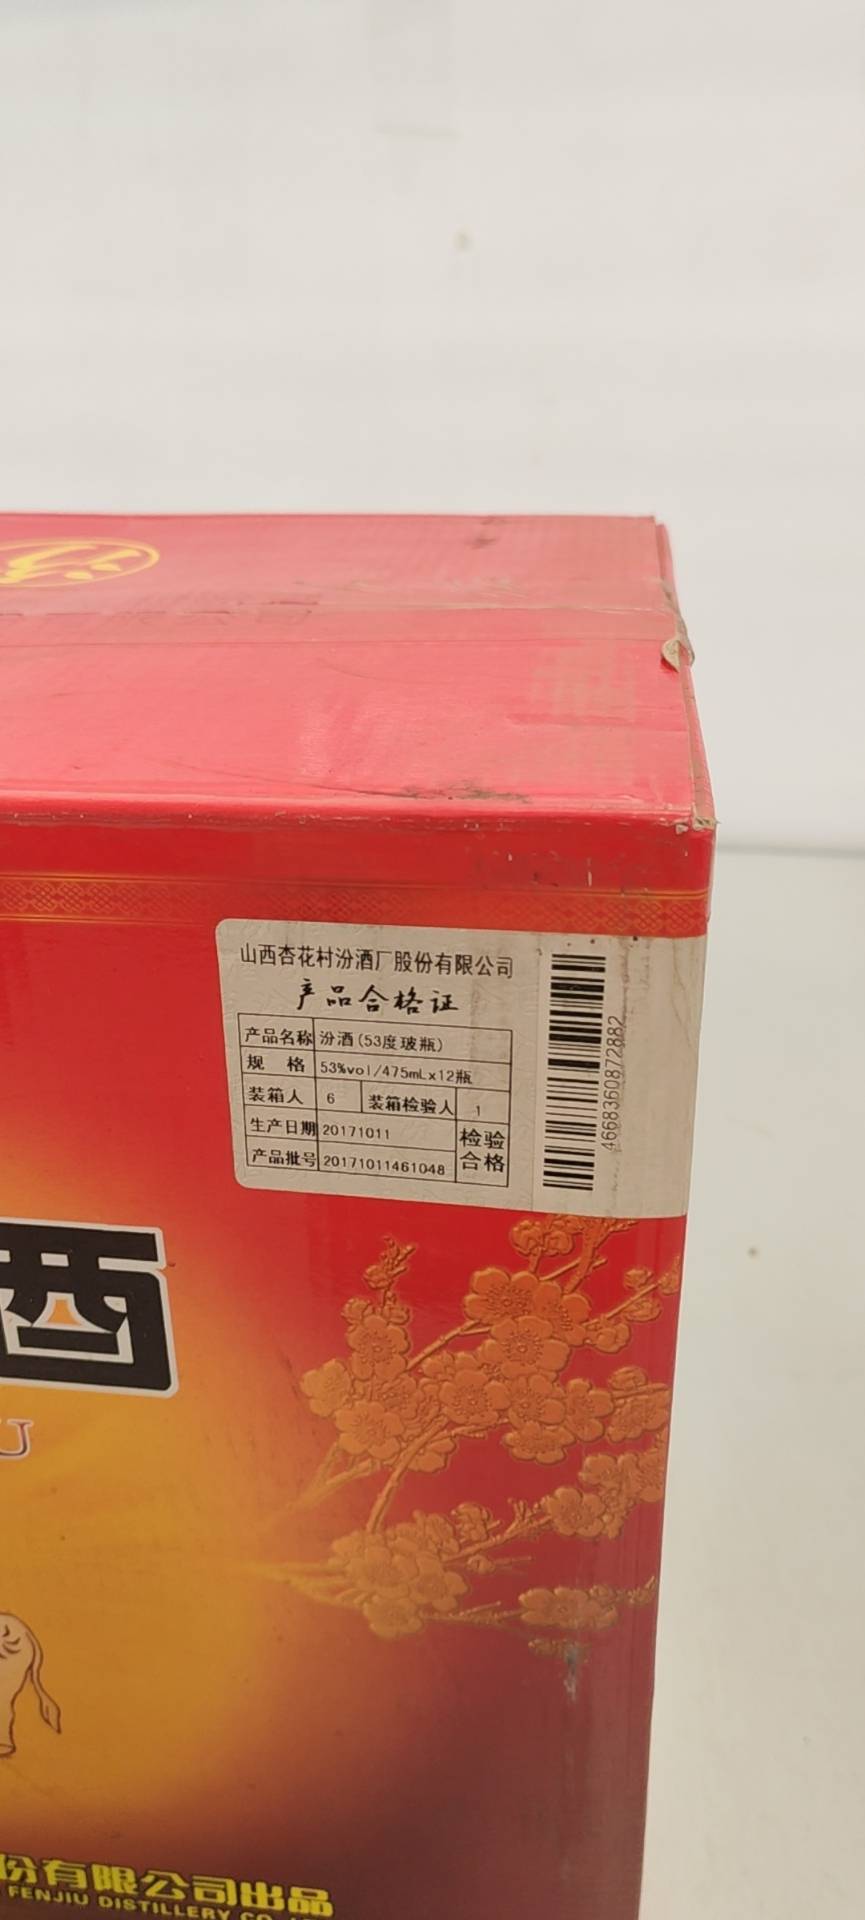 汾
山西杏花村汾酒厂股份有限公司
产品合格证
产品名称 汾酒(53度玻瓶)
规 格 53%vol/475mLx12瓶
装箱人 6 装箱检验人 1
生产日期 20171011 检验
产品批号 20171011461048 合格
4668360872882
U
份有限公司出品
FENJIU DISTILLERY CO.